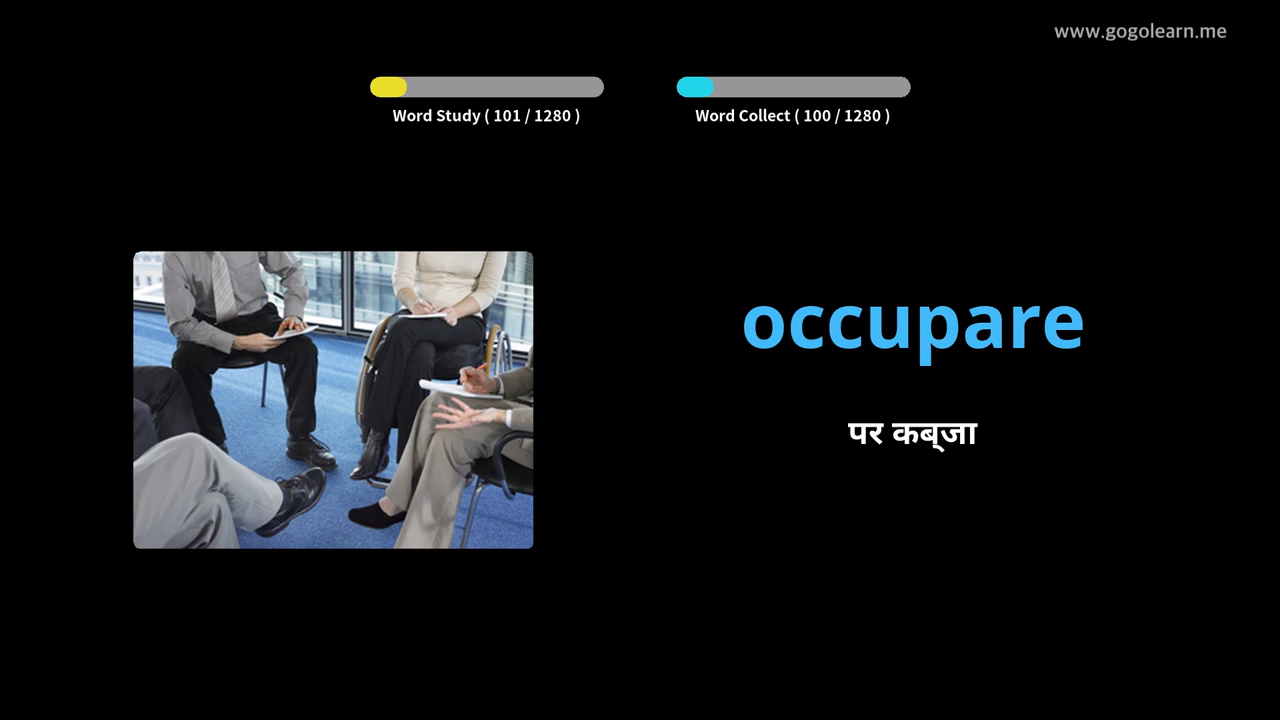 www.gogolearn.me
Word Study ( 101 / 1280 )
Word Collect ( 100 / 1280 )
occupare
पर कब्जा